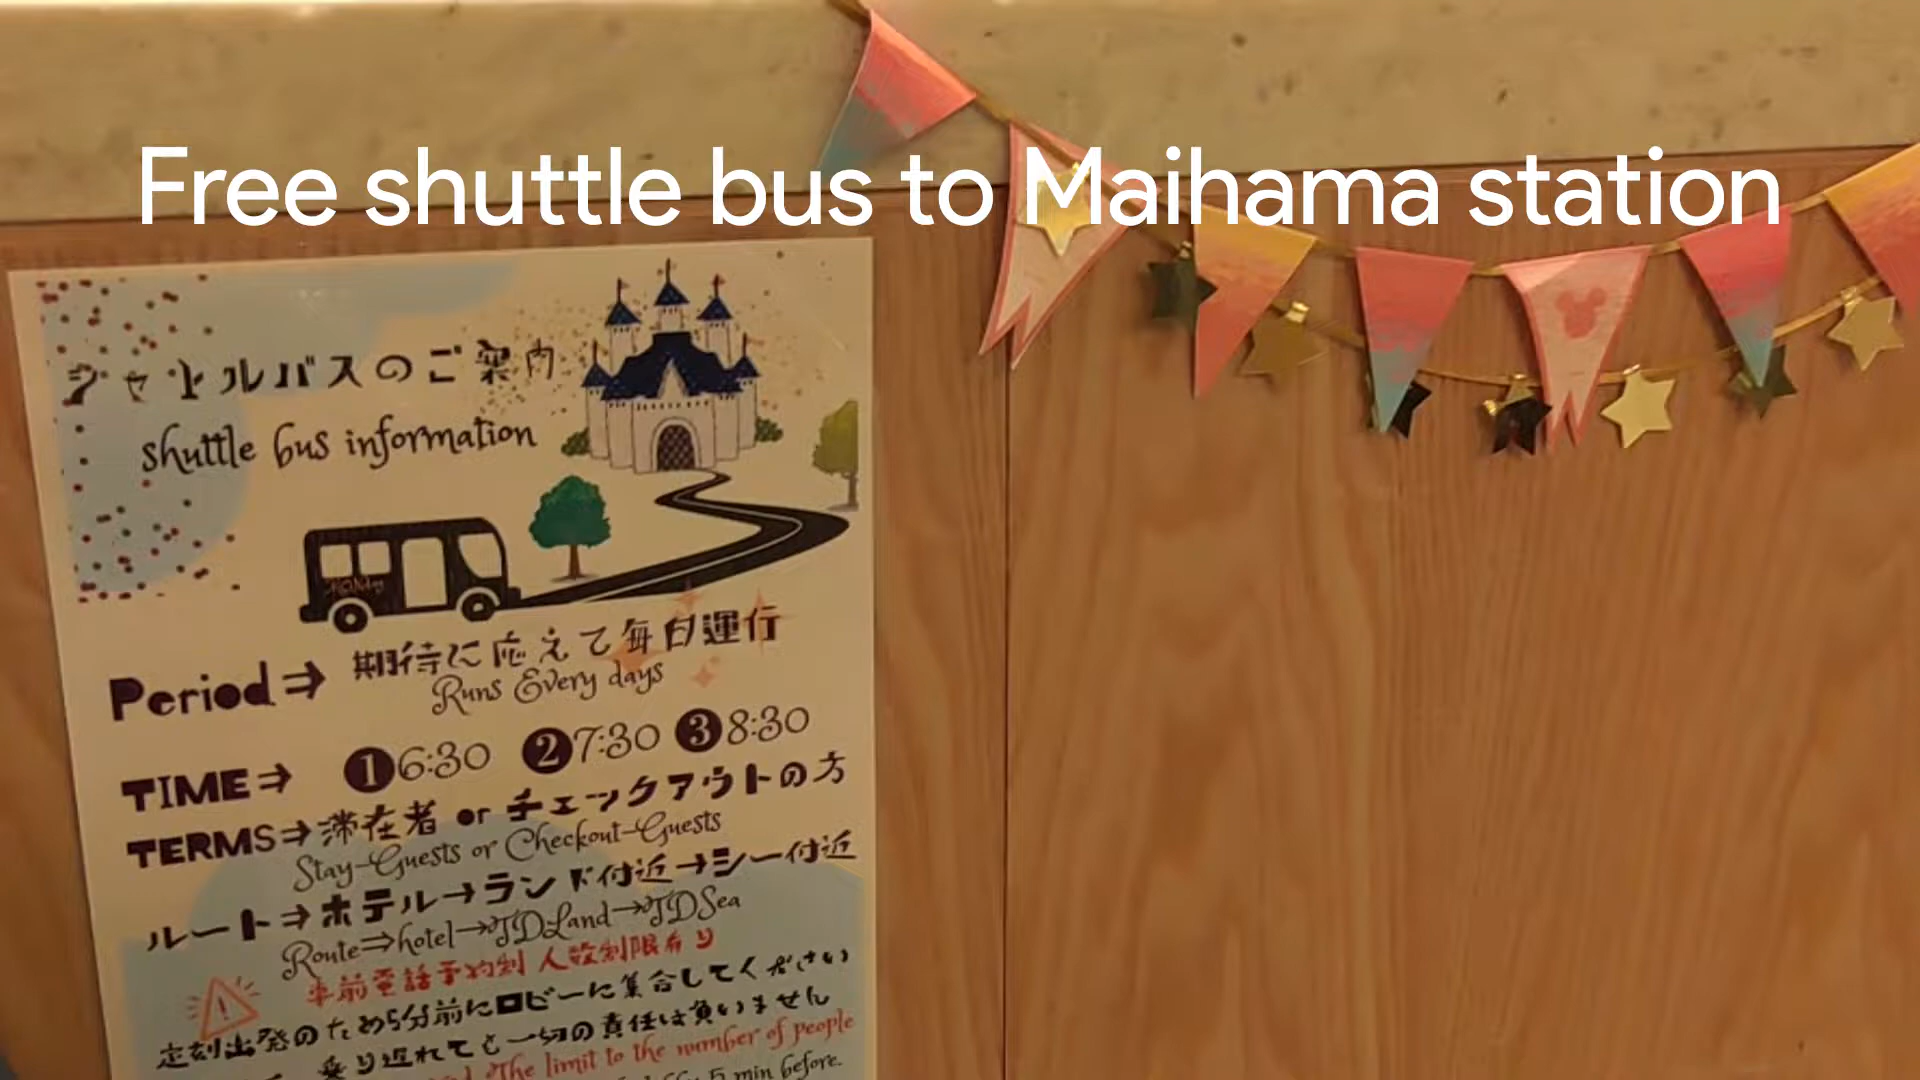 Free shuttle bus to Maihama station
シャトルバスのご案内
shuttle bus information
Period⇒ 期待に応えて毎日運行
Runs Every days
TIME⇒ ❶6:30 ❷7:30 ❸8:30
TERMS⇒滞在者 or チェックアウトの方
Stay-Guests or Checkout-Guests
ルート⇒ホテル→ランド付近→シー付近
Route⇒hotel→TDLand→TDSea
事前電話予約制 人数制限有り
定刻出発のため5分前にロビーに集合してください
乗り遅れても一切の責任は負いません
The limit to the number of people
5 min before.